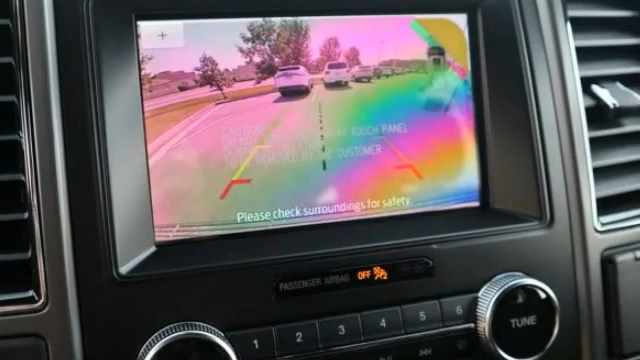 +
CAUTION
TOUCH PANEL
REMOVED BY THE CUSTOMER
Please check surroundings for safety.
PASSENGER AIRBAG OFF
1 2 3 4 5 6
TUNE